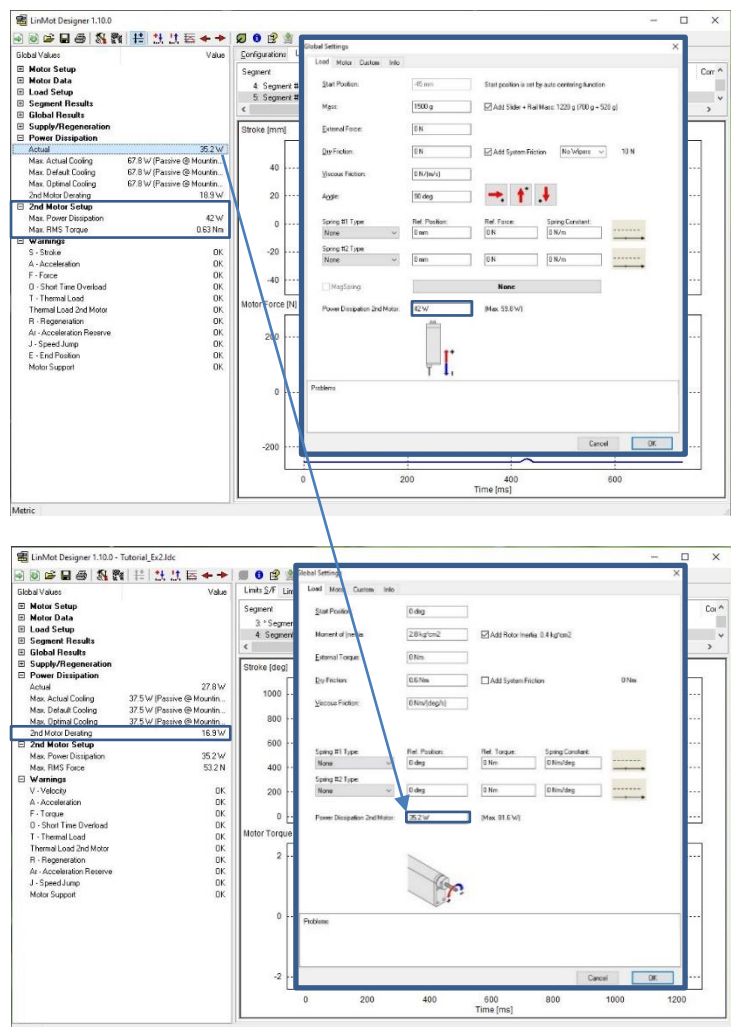 LinMot Designer 1.10.0
Global Values Value
Motor Setup
Motor Data
Load Setup
Segment Results
Global Results
Supply/Regeneration
Power Dissipation
Actual 35.2 W
Max. Actual Cooling 67.8 W (Passive @ Mountin...
Max. Default Cooling 67.8 W (Passive @ Mountin...
Max. Optimal Cooling 67.8 W (Passive @ Mountin...
2nd Motor Derating 18.9 W
2nd Motor Setup
Max. Power Dissipation 42 W
Max. RMS Torque 0.63 Nm
Warnings
S - Stroke OK
A - Acceleration OK
F - Force OK
O - Short Time Overload OK
T - Thermal Load OK
Thermal Load 2nd Motor OK
R - Regeneration OK
Ar - Acceleration Reserve OK
J - Speed Jump OK
E - End Position OK
Motor Support OK
Metric
Configurations
Segment
4: Segment #
5: Segment #
Corr
Stroke [mm]
40
20
0
-20
-40
Motor Force [N]
200
0
-200
0 200 400 600
Time [ms]
Global Settings
Load Motor Custom Info
Start Position: -45 mm Start position is set by auto centering function
Mass: 1500 g Add Slider + Rail Mass: 1220 g (700 g + 520 g)
External Force: 0 N
Dry Friction: 0 N Add System Friction No Wipers 10 N
Viscous Friction: 0 N/(m/s)
Angle: 90 deg
Spring #1 Type: Ref. Position: Ref. Force: Spring Constant:
None 0 mm 0 N 0 N/m
Spring #2 Type:
None 0 mm 0 N 0 N/m
MagSpring: None
Power Dissipation 2nd Motor: 42 W (Max: 59.8 W)
Problems
Cancel OK
LinMot Designer 1.10.0 - Tutorial_Ex2.ldc
Global Values Value
Motor Setup
Motor Data
Load Setup
Segment Results
Global Results
Supply/Regeneration
Power Dissipation
Actual 27.8 W
Max. Actual Cooling 37.5 W (Passive @ Mountin...
Max. Default Cooling 37.5 W (Passive @ Mountin...
Max. Optimal Cooling 37.5 W (Passive @ Mountin...
2nd Motor Derating 16.9 W
2nd Motor Setup
Max. Power Dissipation 35.2 W
Max. RMS Force 53.2 N
Warnings
V - Velocity OK
A - Acceleration OK
F - Torque OK
O - Short Time Overload OK
T - Thermal Load OK
Thermal Load 2nd Motor OK
R - Regeneration OK
Ar - Acceleration Reserve OK
J - Speed Jump OK
Motor Support OK
Limits S/F
Segment
3: * Segmen
4: Segment
Stroke [deg]
1000
800
600
400
200
0
Motor Torque
2
0
-2
0 200 400 600 800 1000 1200
Time [ms]
Global Settings
Load Motor Custom Info
Start Position: 0 deg
Moment of Inertia: 2.8 kg*cm2 Add Rotor Inertia: 0.4 kg*cm2
External Torque: 0 Nm
Dry Friction: 0.6 Nm Add System Friction 0 Nm
Viscous Friction: 0 Nm/(deg/s)
Spring #1 Type: Ref. Position: Ref. Torque: Spring Constant:
None 0 deg 0 Nm 0 Nm/deg
Spring #2 Type:
None 0 deg 0 Nm 0 Nm/deg
Power Dissipation 2nd Motor: 35.2 W (Max: 81.6 W)
Problems
Cancel OK